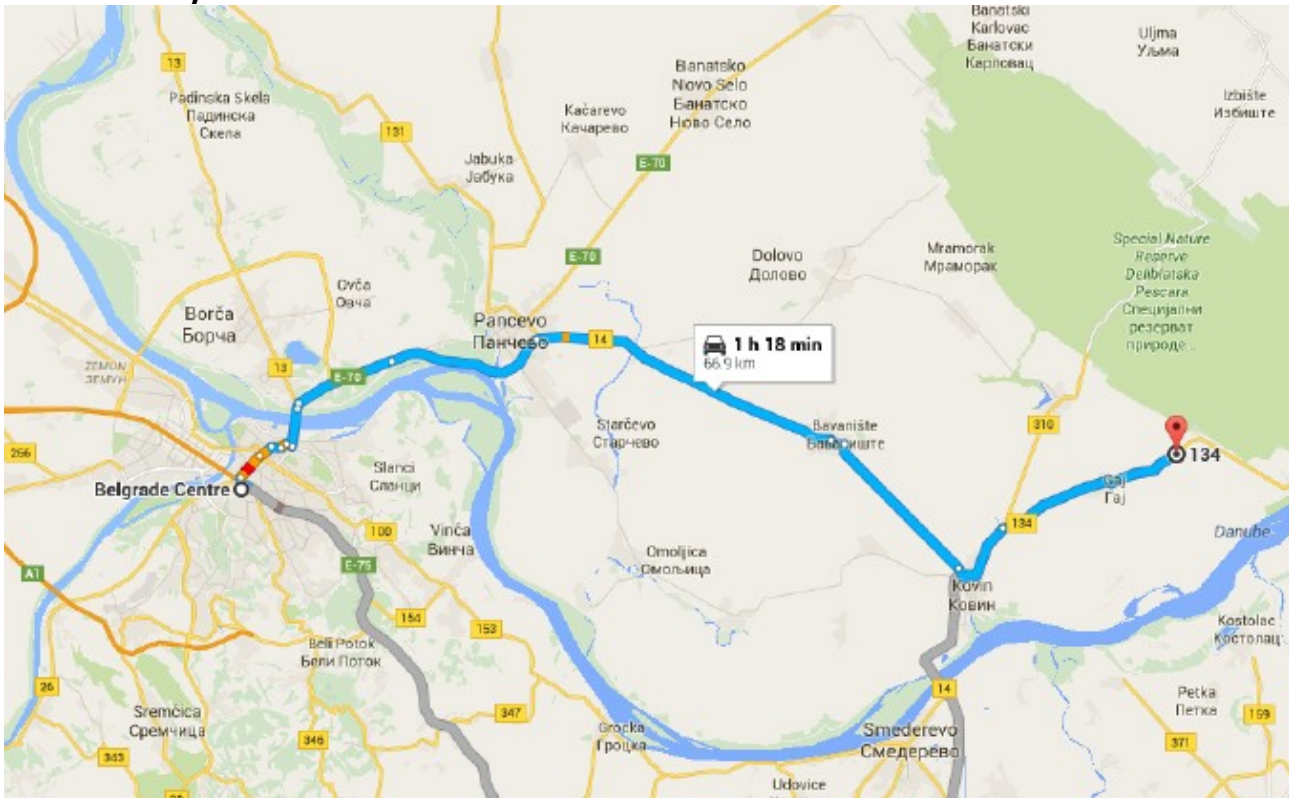 Banatski
Karlovac
Банатски
Карловац
Uljma
Уљма
13
Padinska Skela
Падинска
Скела
131
Kačarevo
Качарево
Banatsko
Novo Selo
Банатско
Ново Село
Izbište
Избиште
Jabuka
Јабука
E-70
E-70
Dolovo
Долово
Mramorak
Мраморак
Special Nature
Reserve
Deliblatska
Pescara
Специјални
резерват
природе...
Ovča
Овча
Borča
Борча
Pancevo
Панчево
14
1 h 18 min
66.9 km
ZEMUN
ЗЕМУН
13
E-70
Starčevo
Старчево
Bavanište
Баваниште
310
266
134
Slanci
Сланци
Belgrade Centre
Gaj
Гај
134
100
Vinča
Винча
Danube
Omoljica
Омољица
A1
E-75
Kovin
Ковин
154
153
Kostolac
Костолац
Beli Potok
Бели Поток
26
14
Petka
Петка
159
Sremčica
Сремчица
347
Grocka
Гроцка
Smederevo
Смедерево
346
371
343
Udovice